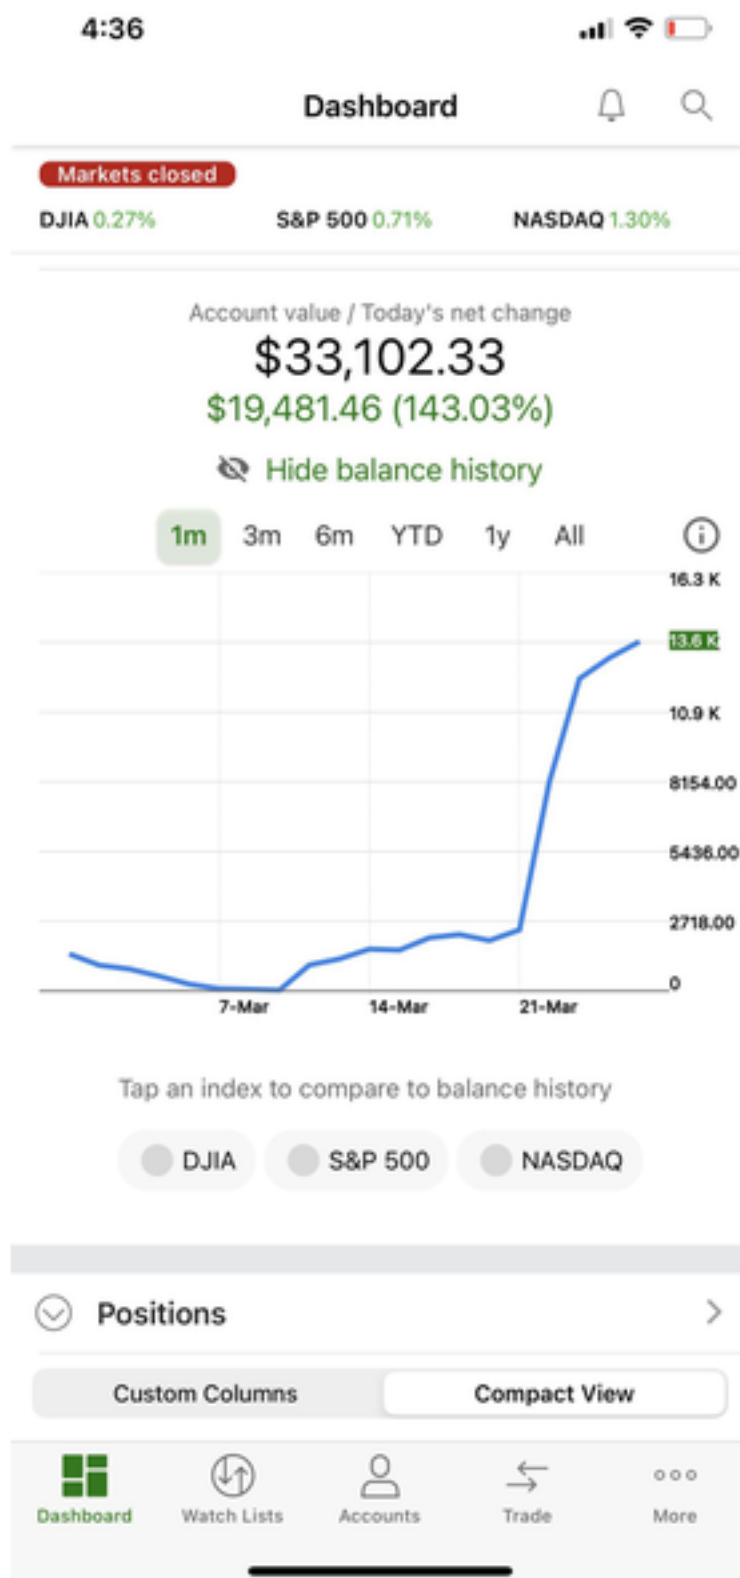 4:36
Dashboard
Markets closed
DJIA 0.27% S&P 500 0.71% NASDAQ 1.30%
Account value / Today's net change
$33,102.33
$19,481.46 (143.03%)
Hide balance history
1m 3m 6m YTD 1y All
16.3 K
13.6 K
10.9 K
8154.00
5436.00
2718.00
0
7-Mar 14-Mar 21-Mar
Tap an index to compare to balance history
DJIA S&P 500 NASDAQ
Positions
Custom Columns Compact View
Dashboard Watch Lists Accounts Trade More